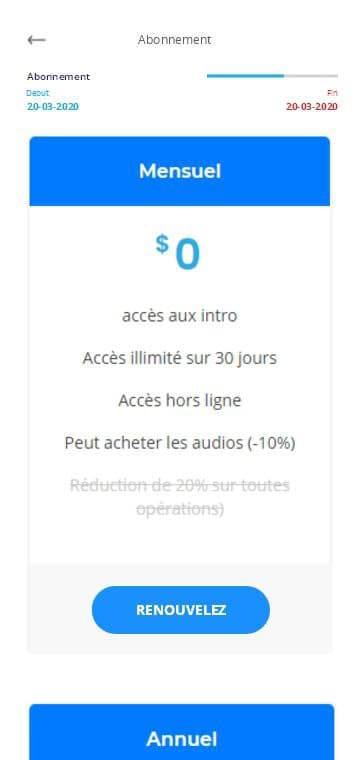 Abonnement
Abonnement
Debut
Fin
20-03-2020
20-03-2020
Mensuel
$ 0
accès aux intro
Accès illimité sur 30 jours
Accès hors ligne
Peut acheter les audios (-10%)
Réduction de 20% sur toutes
opérations)
RENOUVELEZ
Annuel